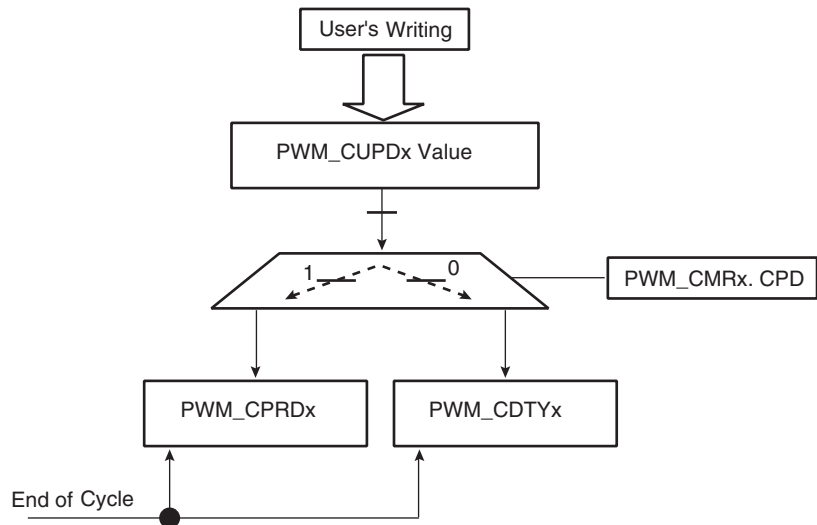 User's Writing
PWM_CUPDx Value
1
0
PWM_CMRx. CPD
PWM_CPRDx
PWM_CDTYx
End of Cycle